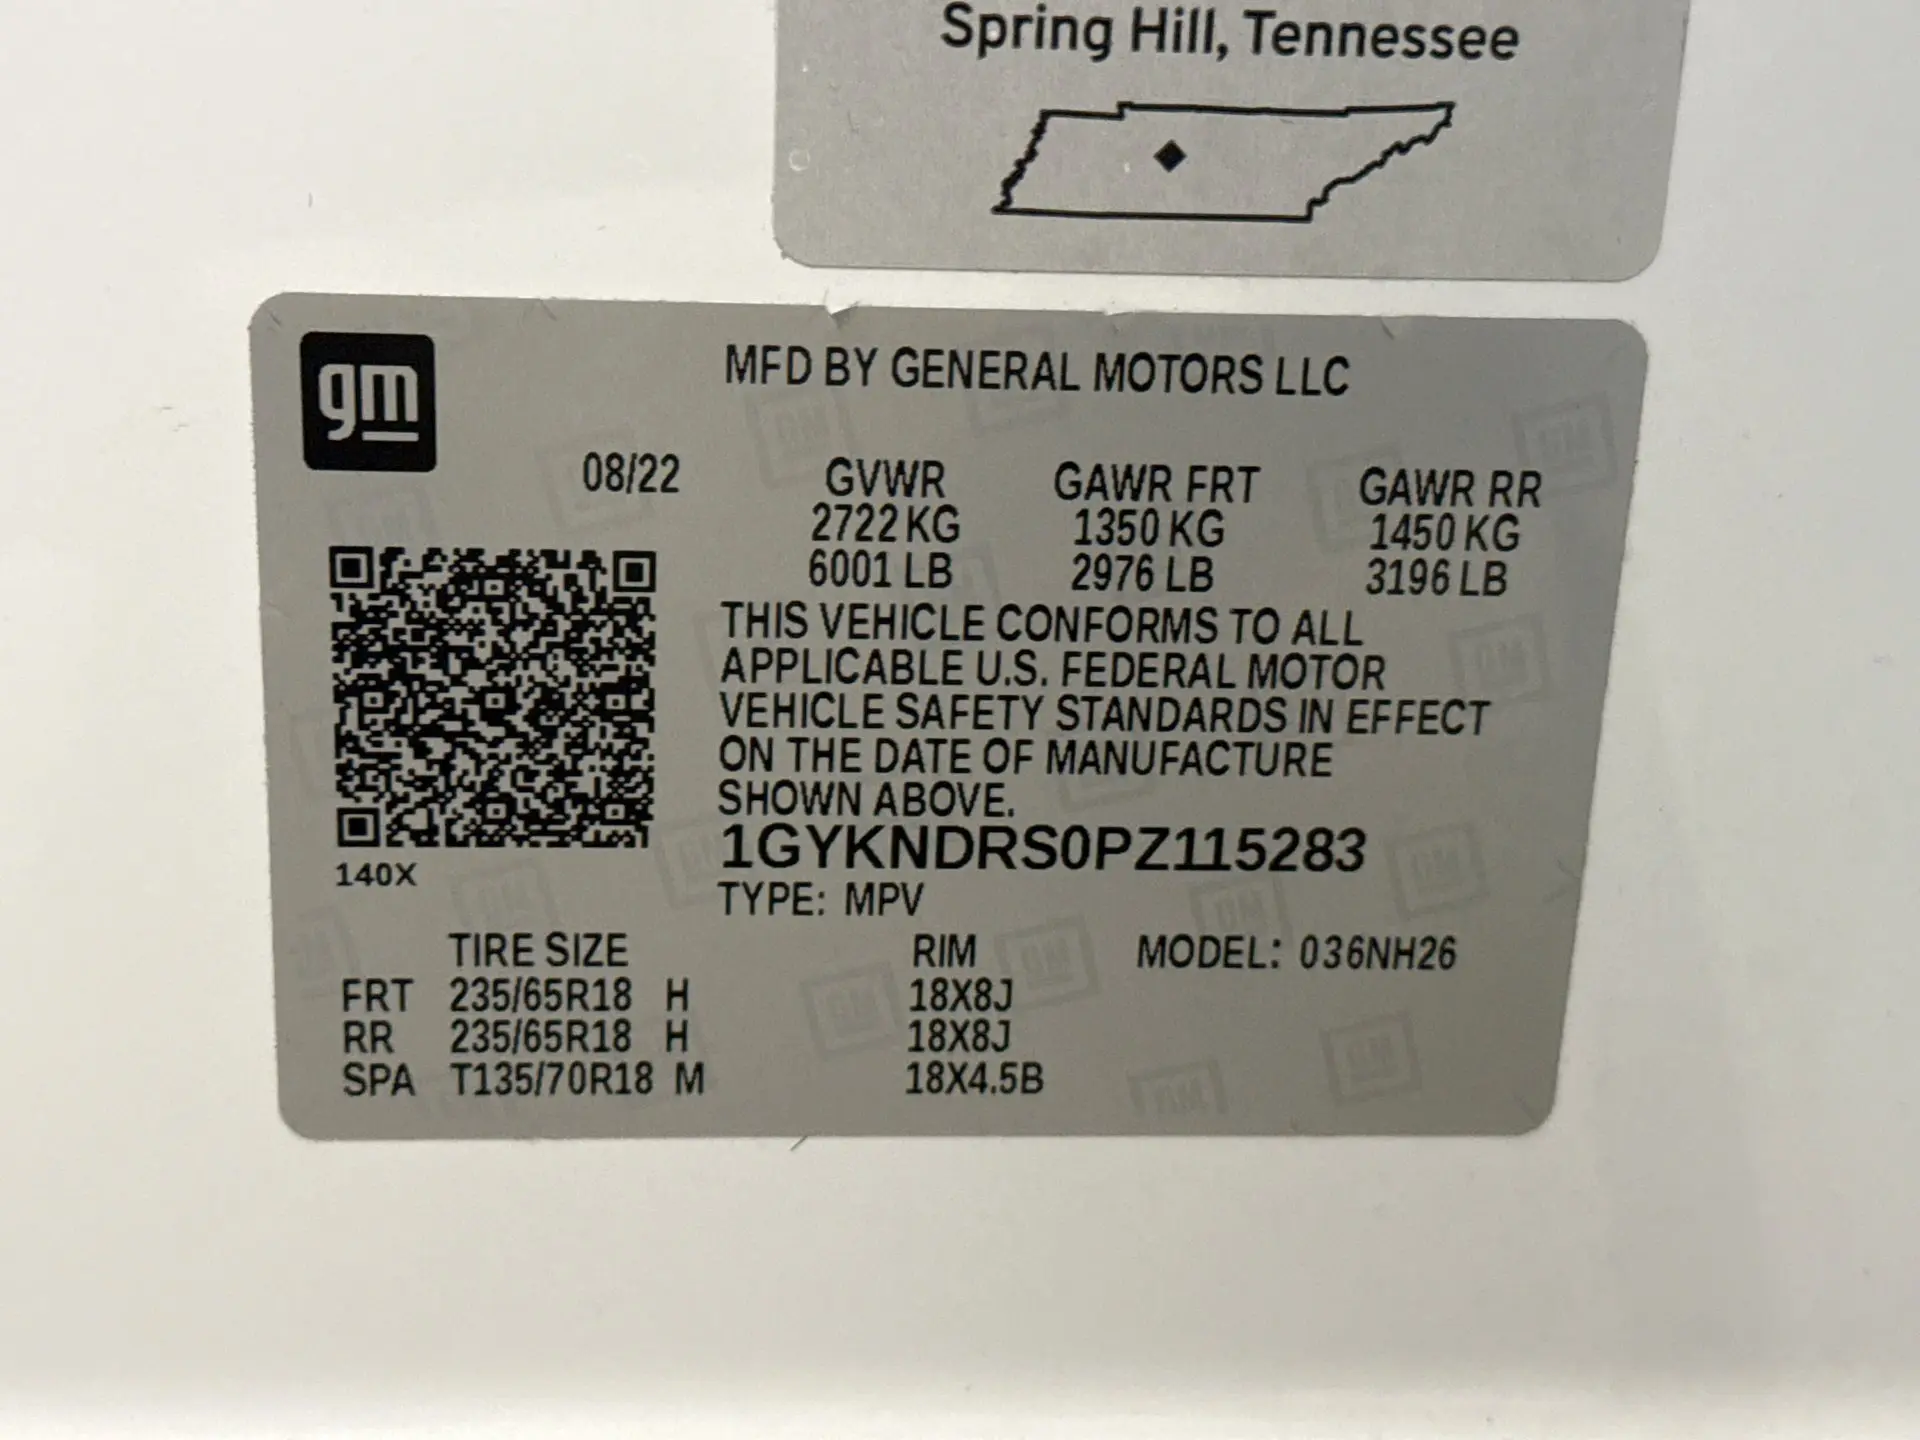 Spring Hill, Tennessee
gm
MFD BY GENERAL MOTORS LLC
08/22 GVWR GAWR FRT GAWR RR
2722 KG 1350 KG 1450 KG
6001 LB 2976 LB 3196 LB
THIS VEHICLE CONFORMS TO ALL
APPLICABLE U.S. FEDERAL MOTOR
VEHICLE SAFETY STANDARDS IN EFFECT
ON THE DATE OF MANUFACTURE
SHOWN ABOVE.
1GYKNDRS0PZ115283
140X
TYPE: MPV
TIRE SIZE RIM MODEL: 036NH26
FRT 235/65R18 H 18X8J
RR 235/65R18 H 18X8J
SPA T135/70R18 M 18X4.5B